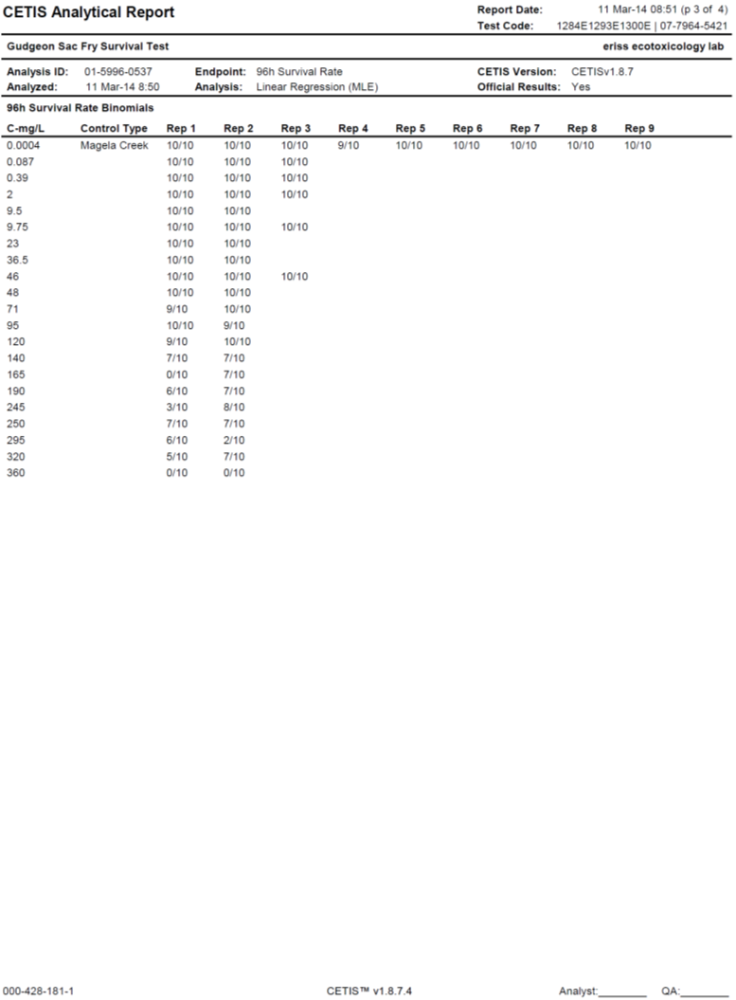 CETIS Analytical Report
Report Date: 11 Mar-14 08:51 (p 3 of 4)
Test Code: 1284E1293E1300E | 07-7964-5421
Gudgeon Sac Fry Survival Test eriss ecotoxicology lab
Analysis ID: 01-5996-0537 Endpoint: 96h Survival Rate CETIS Version: CETISv1.8.7
Analyzed: 11 Mar-14 8:50 Analysis: Linear Regression (MLE) Official Results: Yes
96h Survival Rate Binomials
C-mg/L Control Type Rep 1 Rep 2 Rep 3 Rep 4 Rep 5 Rep 6 Rep 7 Rep 8 Rep 9
0.0004 Magela Creek 10/10 10/10 10/10 9/10 10/10 10/10 10/10 10/10 10/10
0.087 10/10 10/10 10/10
0.39 10/10 10/10 10/10
2 10/10 10/10 10/10
9.5 10/10 10/10
9.75 10/10 10/10 10/10
23 10/10 10/10
36.5 10/10 10/10
46 10/10 10/10 10/10
48 10/10 10/10
71 9/10 10/10
95 10/10 9/10
120 9/10 10/10
140 7/10 7/10
165 0/10 7/10
190 6/10 7/10
245 3/10 8/10
250 7/10 7/10
295 6/10 2/10
320 5/10 7/10
360 0/10 0/10
000-428-181-1 CETIS™ v1.8.7.4 Analyst:________ QA:________